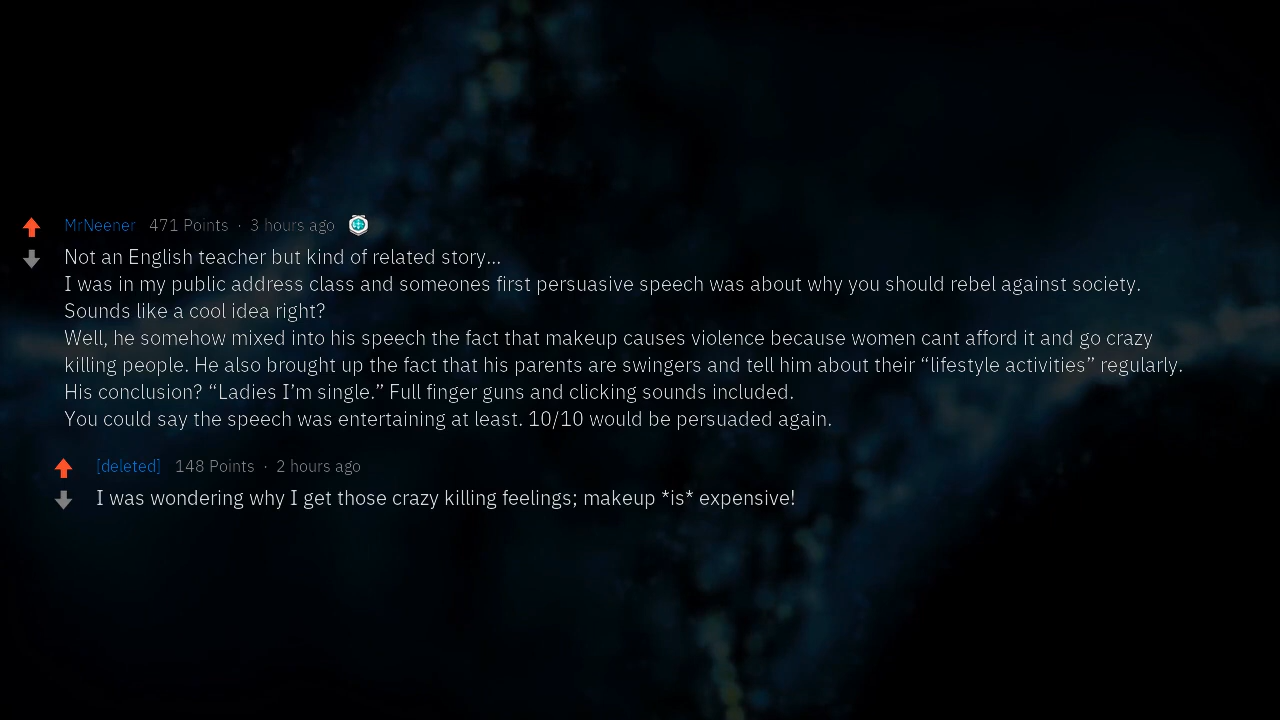 MrNeener 471 Points · 3 hours ago
Not an English teacher but kind of related story...
I was in my public address class and someones first persuasive speech was about why you should rebel against society.
Sounds like a cool idea right?
Well, he somehow mixed into his speech the fact that makeup causes violence because women cant afford it and go crazy
killing people. He also brought up the fact that his parents are swingers and tell him about their “lifestyle activities” regularly.
His conclusion? “Ladies I’m single.” Full finger guns and clicking sounds included.
You could say the speech was entertaining at least. 10/10 would be persuaded again.
[deleted] 148 Points · 2 hours ago
I was wondering why I get those crazy killing feelings; makeup *is* expensive!